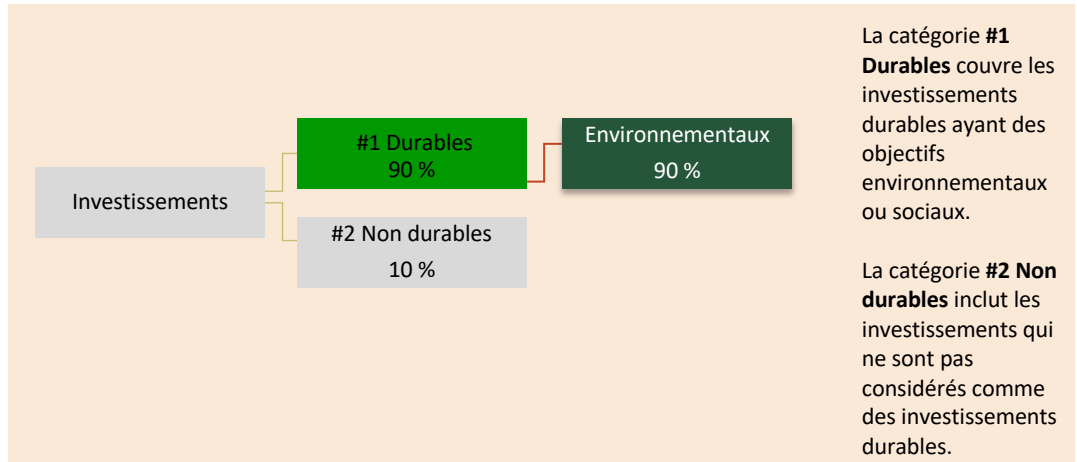 Investissements
#1 Durables
90 %
Environnementaux
90 %
#2 Non durables
10 %
La catégorie #1
Durables couvre les
investissements
durables ayant des
objectifs
environnementaux
ou sociaux.
La catégorie #2 Non
durables inclut les
investissements qui
ne sont pas
considérés comme
des investissements
durables.